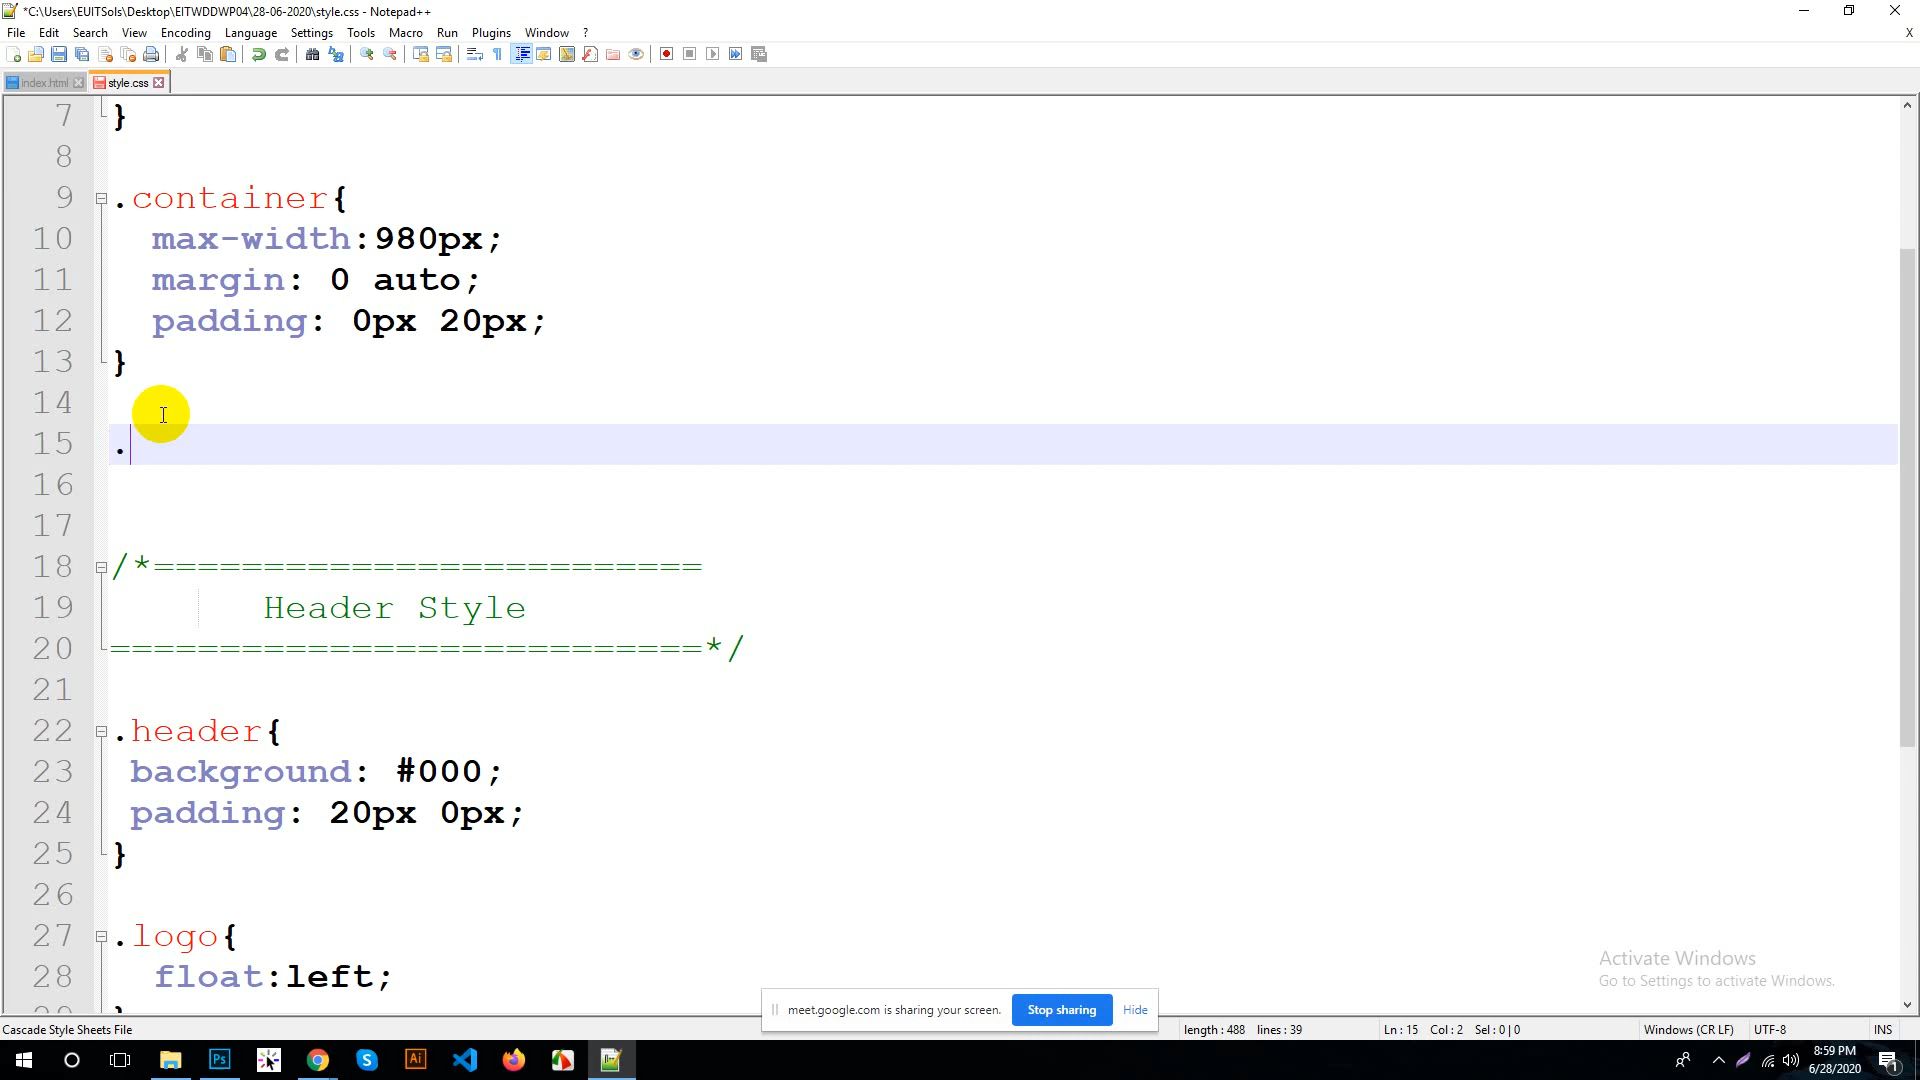 *C:\Users\EUITSols\Desktop\EITWDDWP04\28-06-2020\style.css - Notepad++
File Edit Search View Encoding Language Settings Tools Macro Run Plugins Window ? X
index.html style.css
7 }
8
9 .container{
10 max-width:980px;
11 margin: 0 auto;
12 padding: 0px 20px;
13 }
14
15 .
16
17
18 /*=========================
19 Header Style
20 ===========================*/
21
22 .header{
23 background: #000;
24 padding: 20px 0px;
25 }
26
27 .logo{
28 float:left;
Activate Windows
Go to Settings to activate Windows.
meet.google.com is sharing your screen. Stop sharing Hide
Cascade Style Sheets File length : 488 lines : 39 Ln : 15 Col : 2 Sel : 0 | 0 Windows (CR LF) UTF-8 INS
8:59 PM
6/28/2020